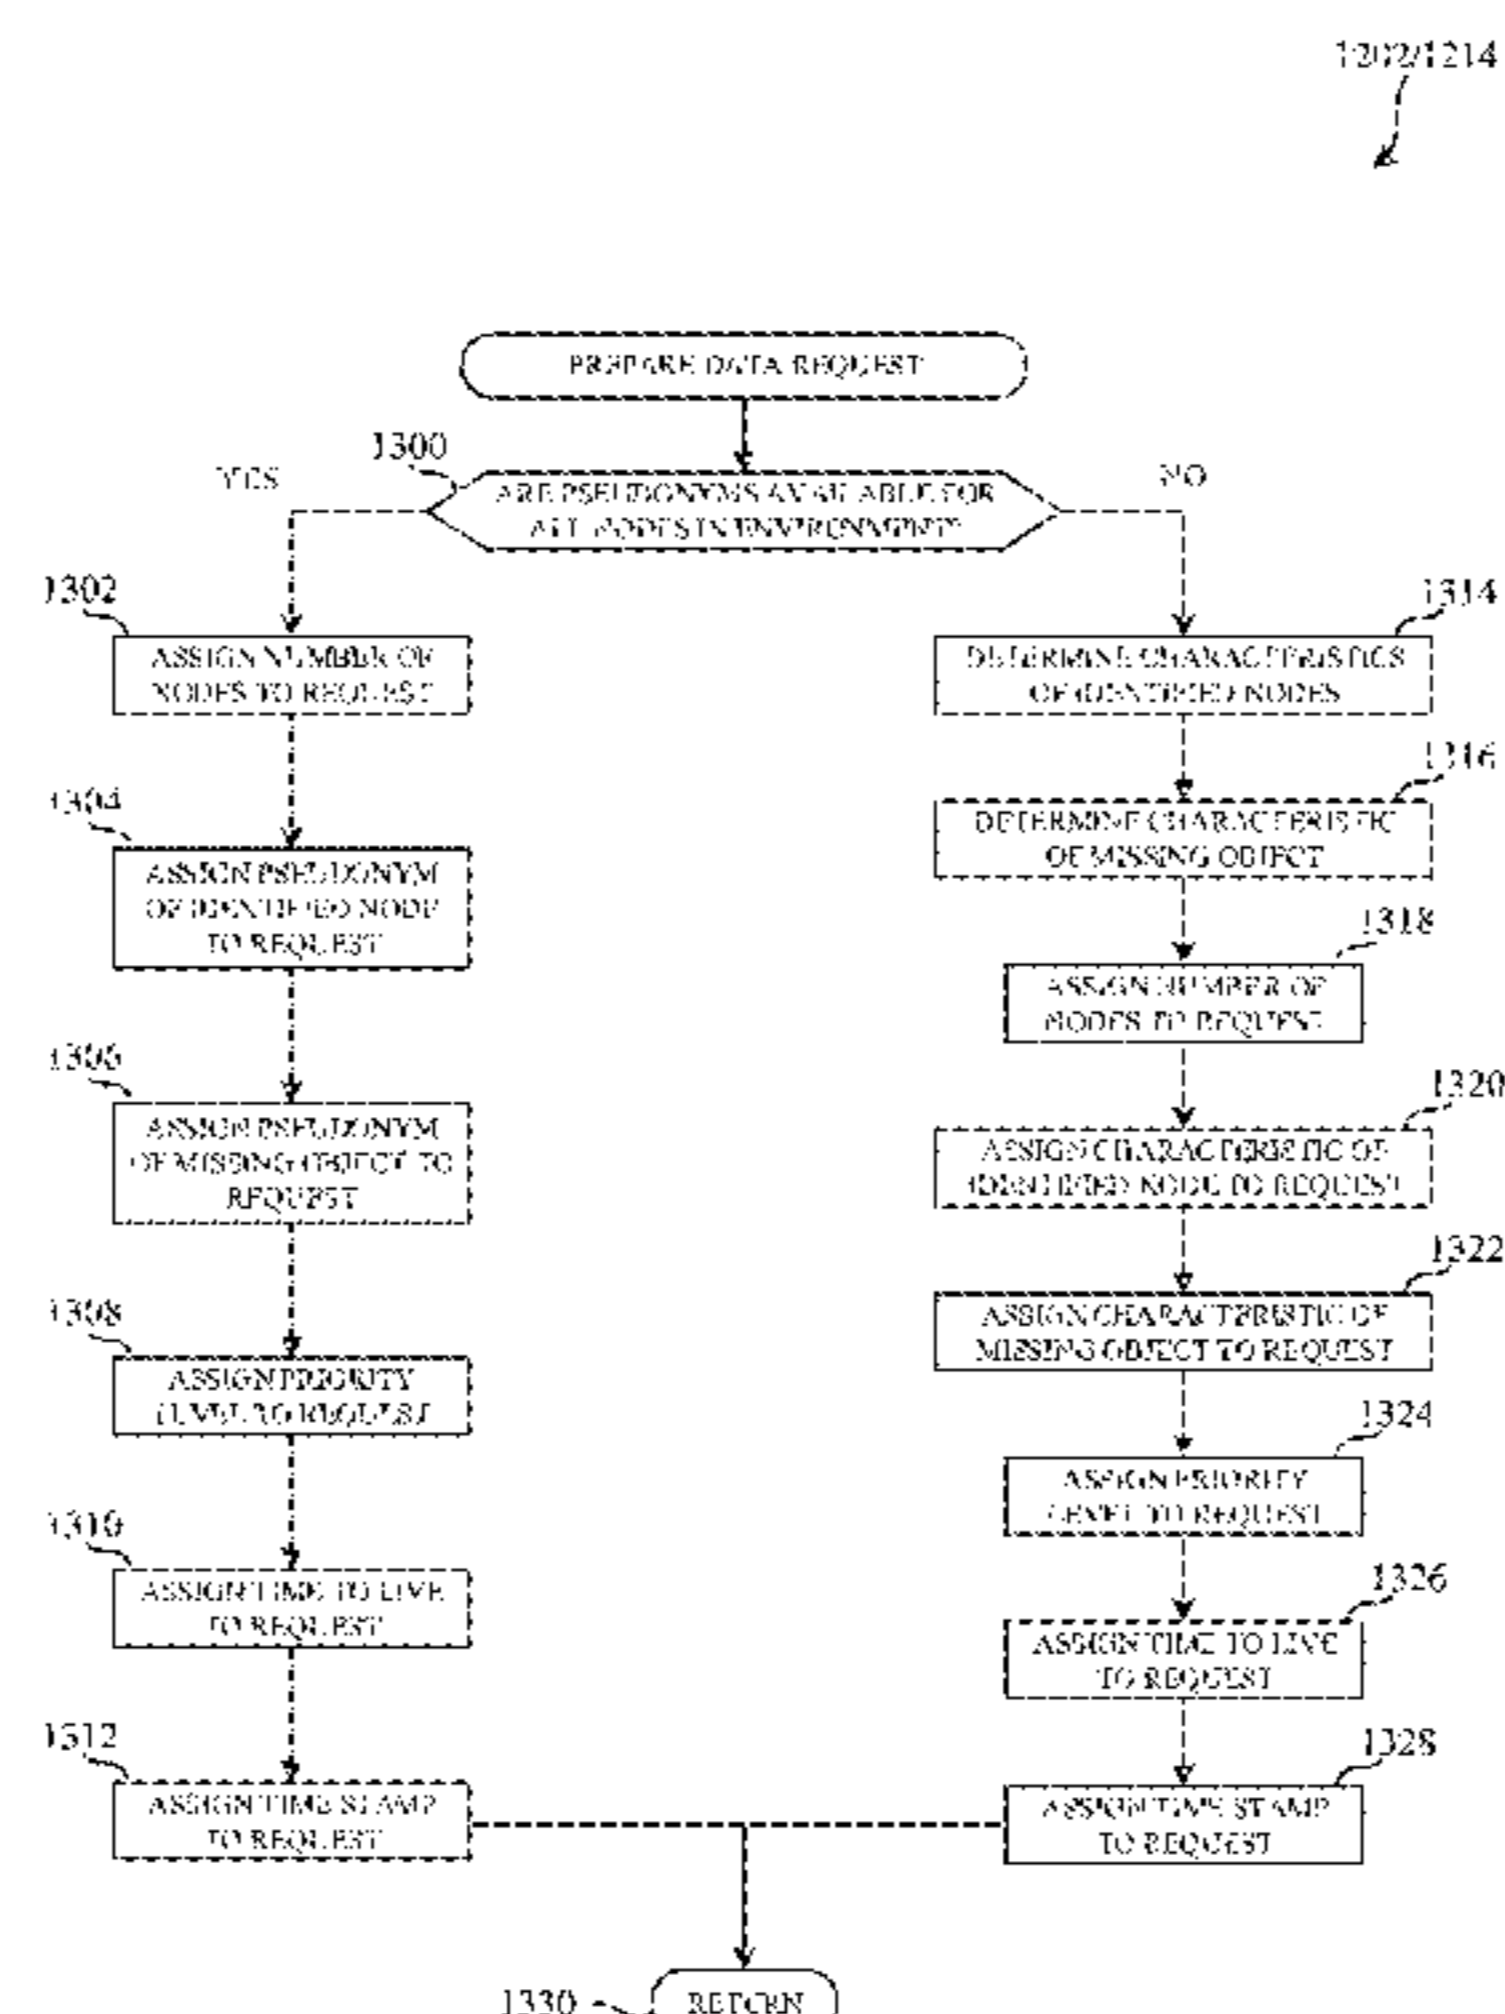 1202/1214
PREPARE DATA REQUEST
1300
YES
NO
ARE PSEUDONYMS AVAILABLE FOR
ALL NODES IN ENVIRONMENT?
1302
ASSIGN NUMBER OF
NODES TO REQUEST
1304
ASSIGN PSEUDONYM
OF IDENTIFIED NODE
TO REQUEST
1306
ASSIGN PSEUDONYM
OF MISSING OBJECT TO
REQUEST
1308
ASSIGN PRIORITY
LEVEL TO REQUEST
1310
ASSIGN TIME TO LIVE
TO REQUEST
1312
ASSIGN TIME STAMP
TO REQUEST
1314
DETERMINE CHARACTERISTICS
OF IDENTIFIED NODES
1316
DETERMINE CHARACTERISTIC
OF MISSING OBJECT
1318
ASSIGN NUMBER OF
NODES TO REQUEST
1320
ASSIGN CHARACTERISTIC OF
IDENTIFIED NODE TO REQUEST
1322
ASSIGN CHARACTERISTIC OF
MISSING OBJECT TO REQUEST
1324
ASSIGN PRIORITY
LEVEL TO REQUEST
1326
ASSIGN TIME TO LIVE
TO REQUEST
1328
ASSIGN TIME STAMP
TO REQUEST
1330
RETURN